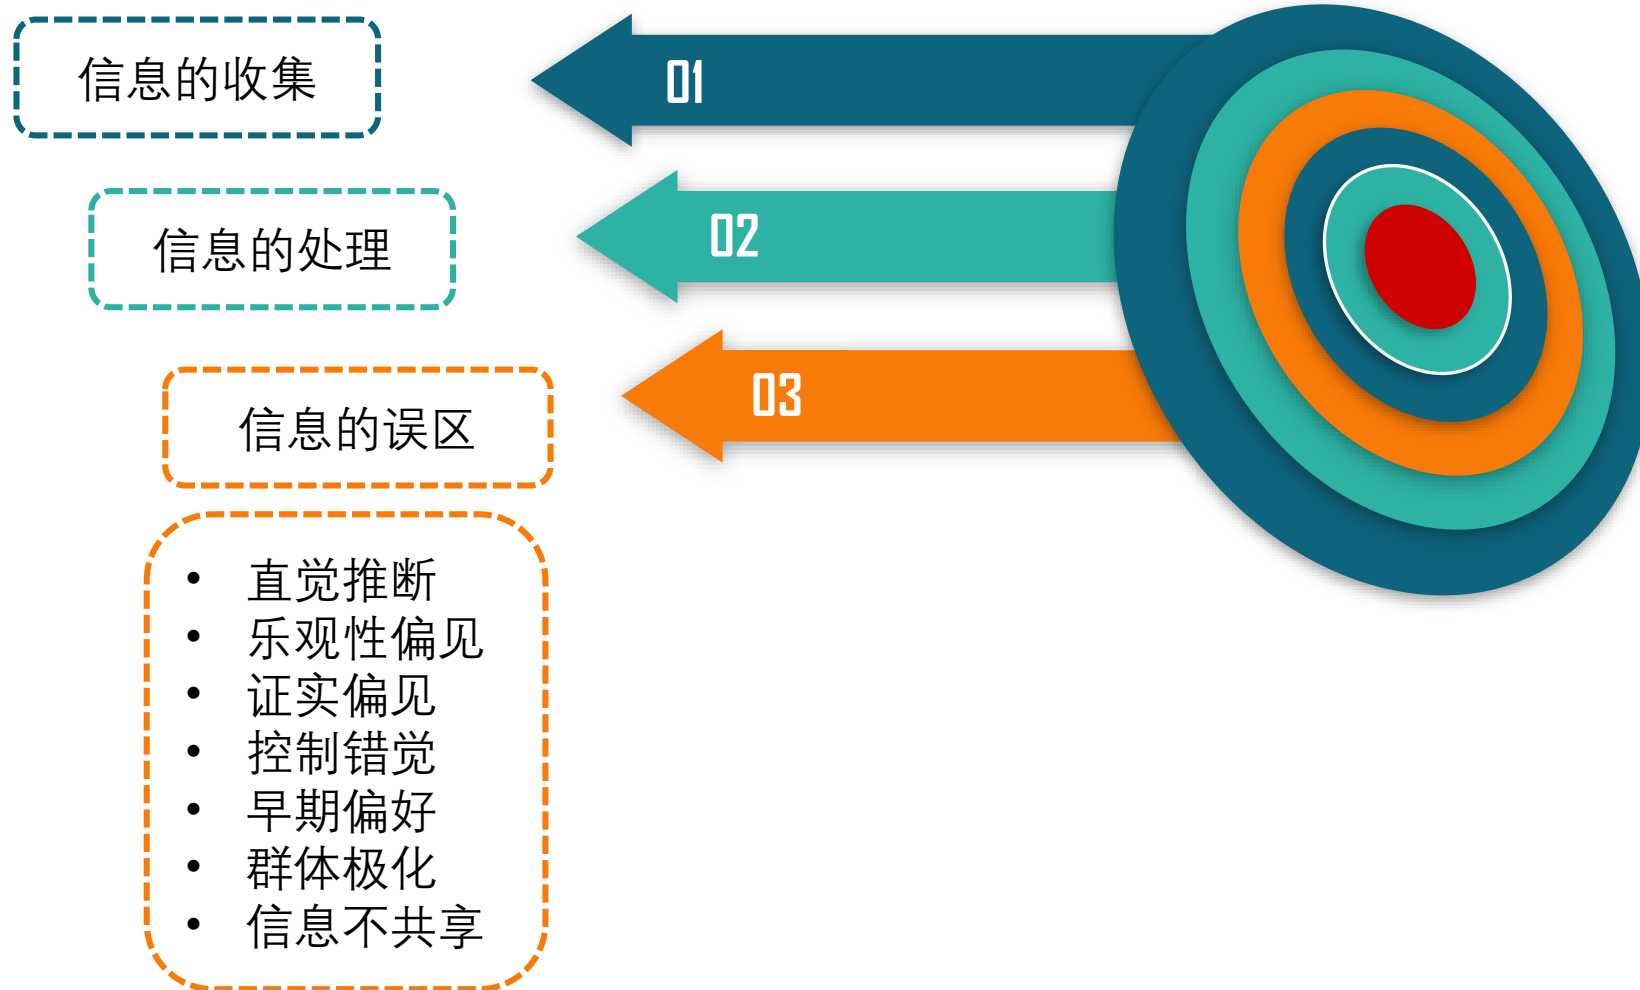 信息的收集
01
信息的处理
02
信息的误区
03
• 直觉推断
• 乐观性偏见
• 证实偏见
• 控制错觉
• 早期偏好
• 群体极化
• 信息不共享